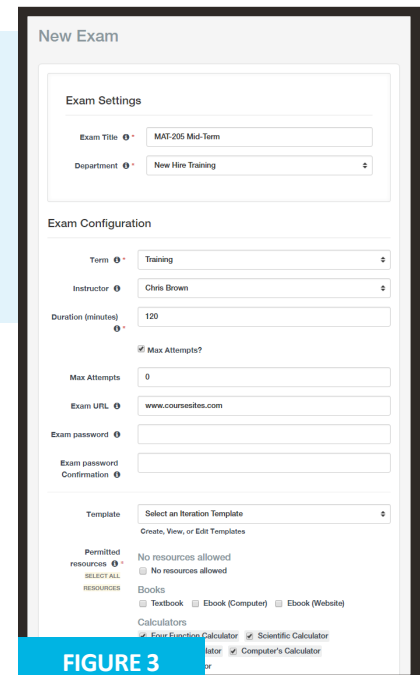 New Exam
Exam Settings
Exam Title * MAT-205 Mid-Term
Department * New Hire Training
Exam Configuration
Term * Training
Instructor Chris Brown
Duration (minutes) * 120
Max Attempts?
Max Attempts 0
Exam URL www.coursesites.com
Exam password
Exam password Confirmation
Template Select an Iteration Template
Create, View, or Edit Templates
Permitted resources *
SELECT ALL RESOURCES
No resources allowed
No resources allowed
Books
Textbook Ebook (Computer) Ebook (Website)
Calculators
Four Function Calculator Scientific Calculator
Computer's Calculator
FIGURE 3